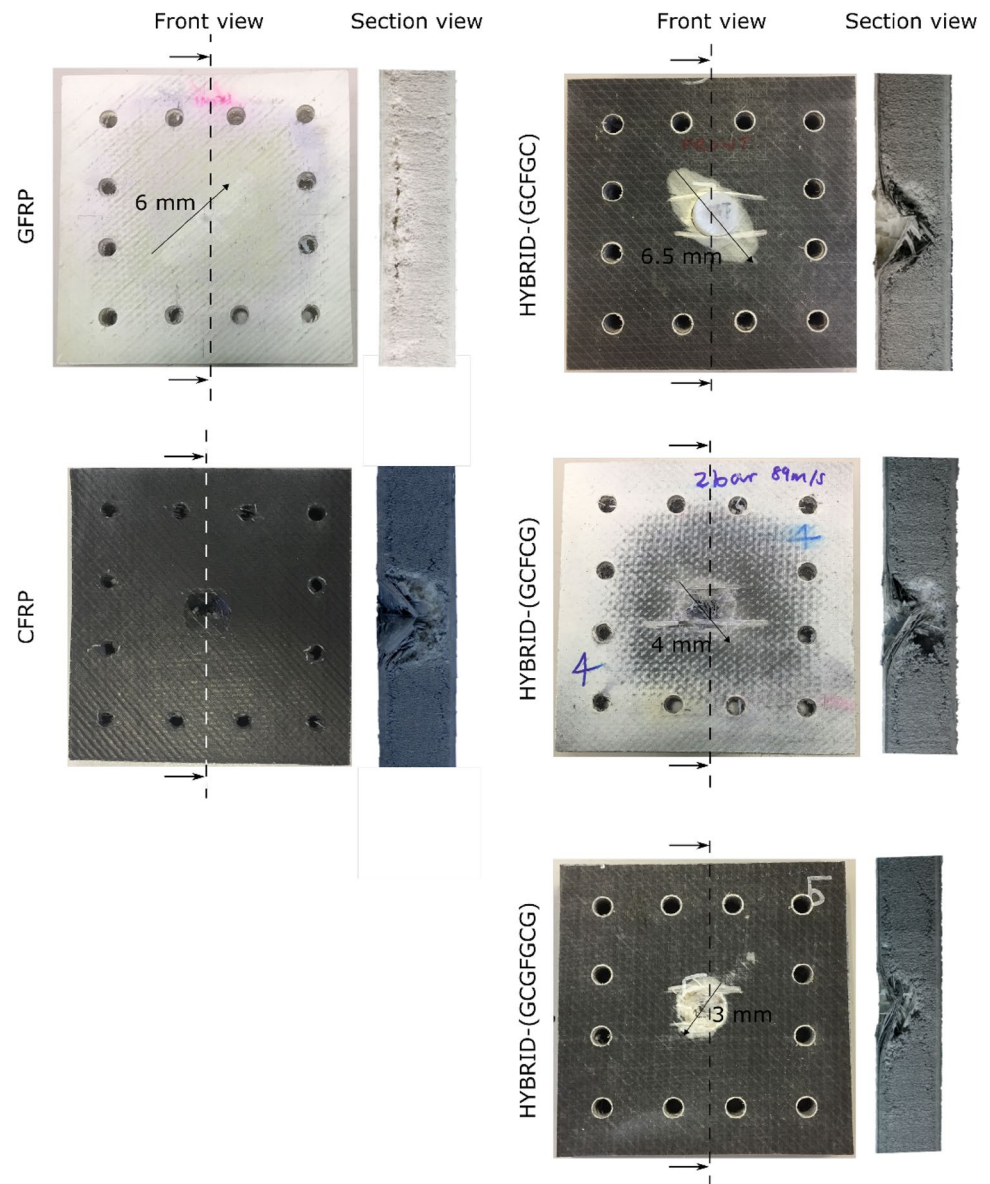 Front view
Section view
Front view
Section view
GFRP
6 mm
HYBRID-(GCFGC)
6.5 mm
CFRP
HYBRID-(GCFCG)
2bar 89m/s
4
4 mm
4
HYBRID-(GCGFGCG)
5
3 mm